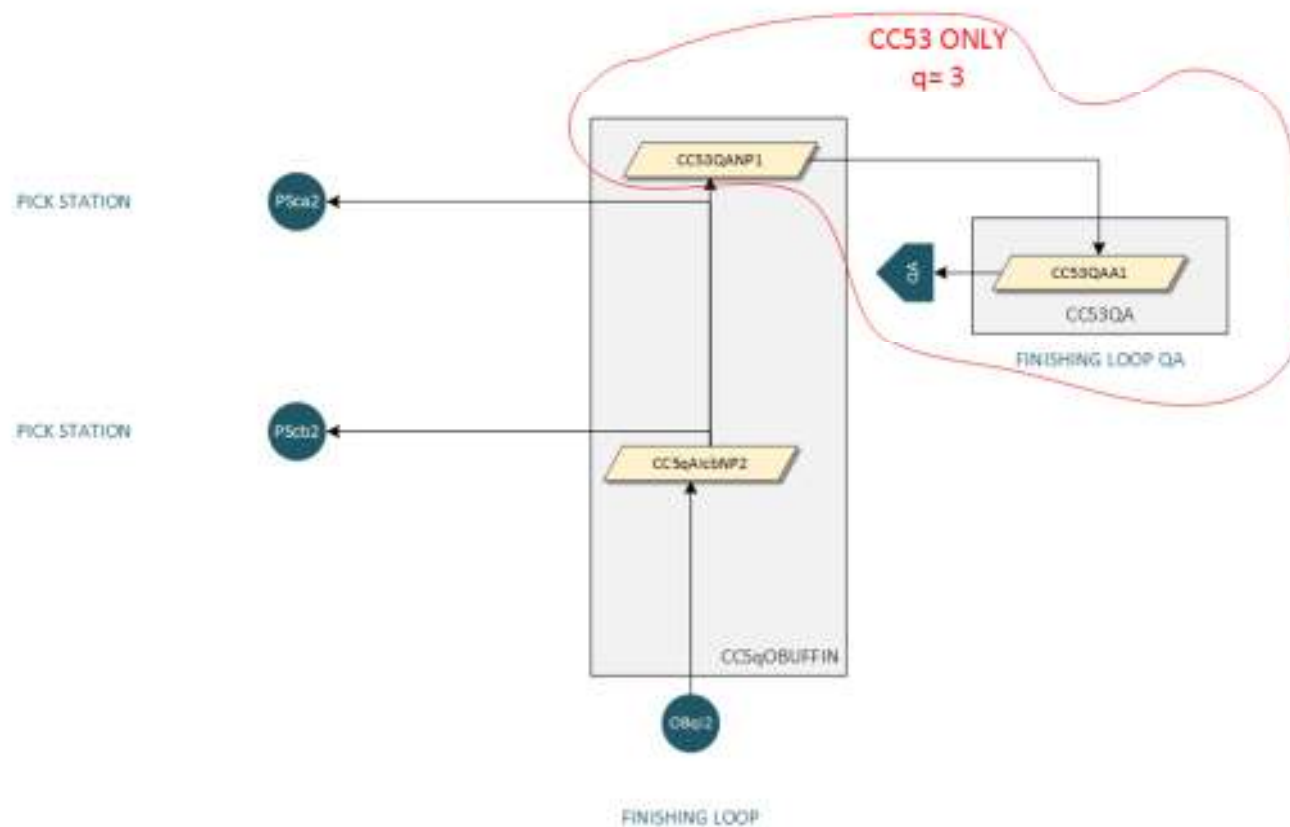 CC53 ONLY
q= 3
CC53QANP1
PICK STATION
PSca2
QA
CC53QAA1
CC53QA
FINISHING LOOP QA
PICK STATION
PScb2
CC5qAIcbNP2
CC5qOBUFFIN
OBqi2
FINISHING LOOP